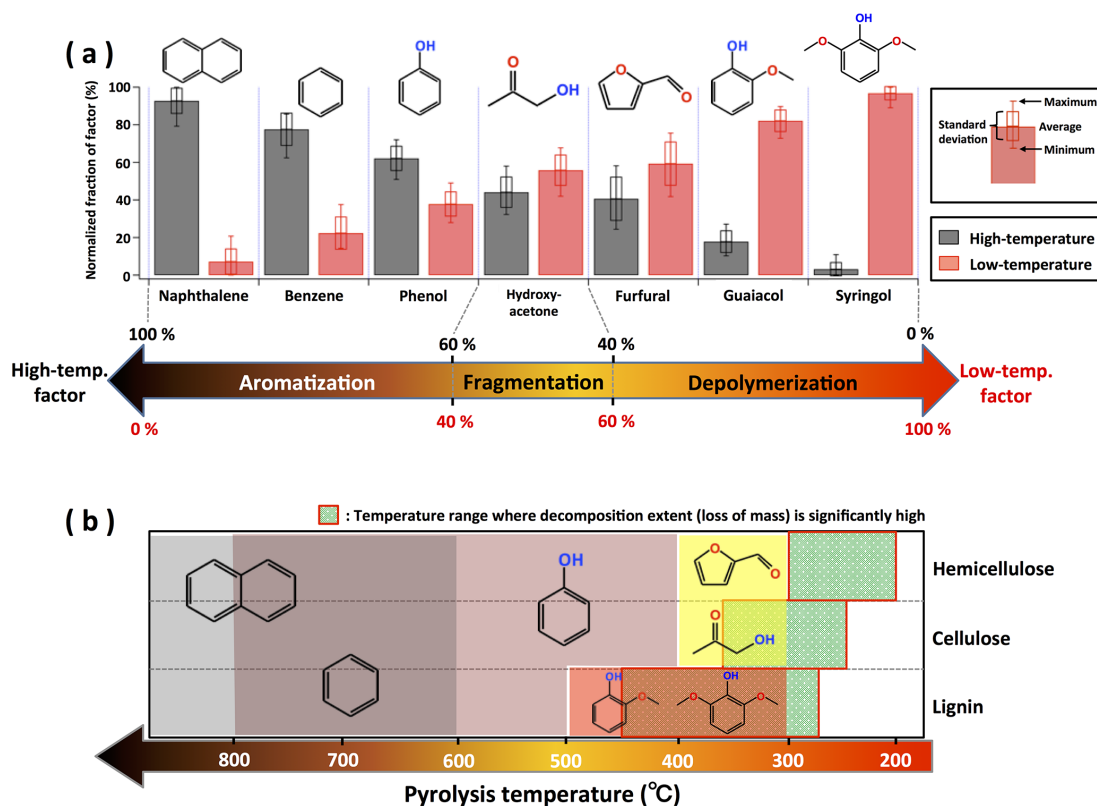 ( a )
OH
O
OH
O
O
OH
O
OH
O
O
Normalized fraction of factor (%)
100
80
60
40
20
0
Naphthalene
Benzene
Phenol
Hydroxy-
acetone
Furfural
Guaiacol
Syringol
Standard
deviation
Maximum
Average
Minimum
High-temperature
Low-temperature
100 %
60 %
40 %
0 %
High-temp.
factor
Aromatization
Fragmentation
Depolymerization
Low-temp.
factor
0 %
40 %
60 %
100 %
( b )
: Temperature range where decomposition extent (loss of mass) is significantly high
OH
O
O
Hemicellulose
O
OH
Cellulose
OH
O
OH
O
O
Lignin
800
700
600
500
400
300
200
Pyrolysis temperature (℃)